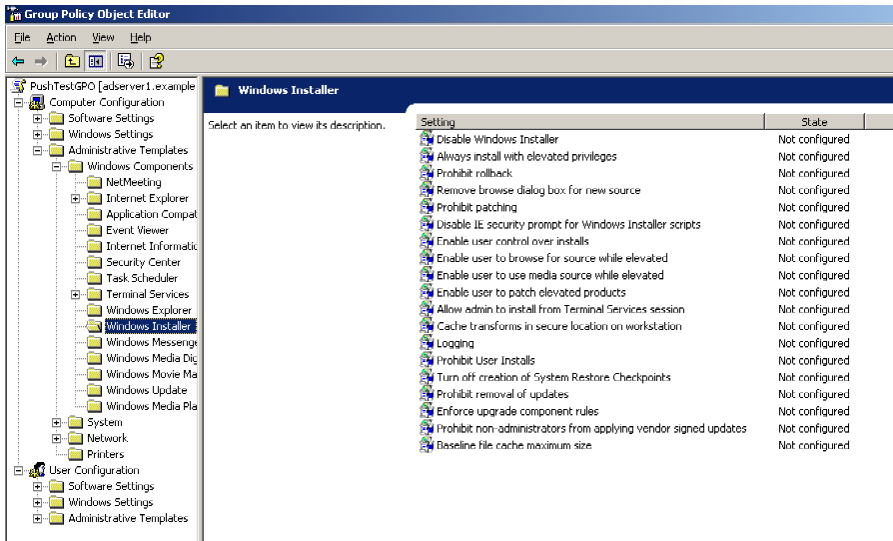 Group Policy Object Editor
File Action View Help
PushTestGPO [adserver1.example
Computer Configuration
Software Settings
Windows Settings
Administrative Templates
Windows Components
NetMeeting
Internet Explorer
Application Compat
Event Viewer
Internet Informatic
Security Center
Task Scheduler
Terminal Services
Windows Explorer
Windows Installer
Windows Messenge
Windows Media Dig
Windows Movie Ma
Windows Update
Windows Media Pla
System
Network
Printers
User Configuration
Software Settings
Windows Settings
Administrative Templates
Windows Installer
Select an item to view its description.
Setting State
Disable Windows Installer Not configured
Always install with elevated privileges Not configured
Prohibit rollback Not configured
Remove browse dialog box for new source Not configured
Prohibit patching Not configured
Disable IE security prompt for Windows Installer scripts Not configured
Enable user control over installs Not configured
Enable user to browse for source while elevated Not configured
Enable user to use media source while elevated Not configured
Enable user to patch elevated products Not configured
Allow admin to install from Terminal Services session Not configured
Cache transforms in secure location on workstation Not configured
Logging Not configured
Prohibit User Installs Not configured
Turn off creation of System Restore Checkpoints Not configured
Prohibit removal of updates Not configured
Enforce upgrade component rules Not configured
Prohibit non-administrators from applying vendor signed updates Not configured
Baseline file cache maximum size Not configured